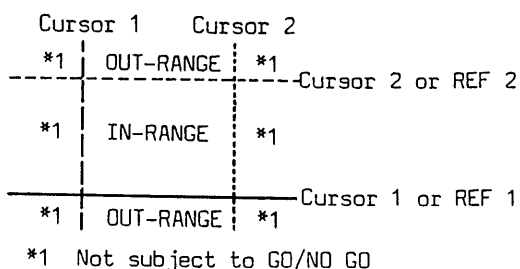 Cursor 1 Cursor 2
*1 OUT-RANGE *1
Cursor 2 or REF 2
*1 IN-RANGE *1
Cursor 1 or REF 1
*1 OUT-RANGE *1
*1 Not subject to GO/NO GO